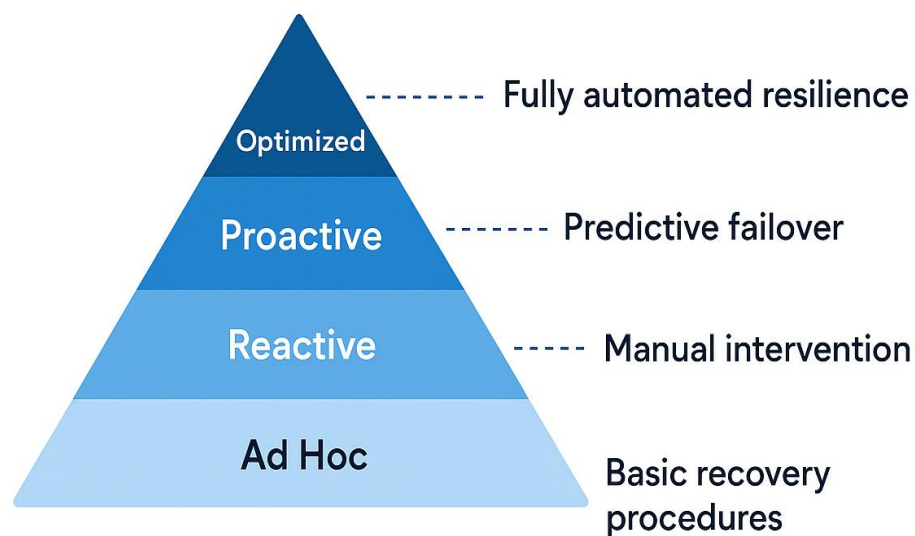 Fully automated resilience
Optimized
Proactive
Predictive failover
Reactive
Manual intervention
Ad Hoc
Basic recovery
procedures